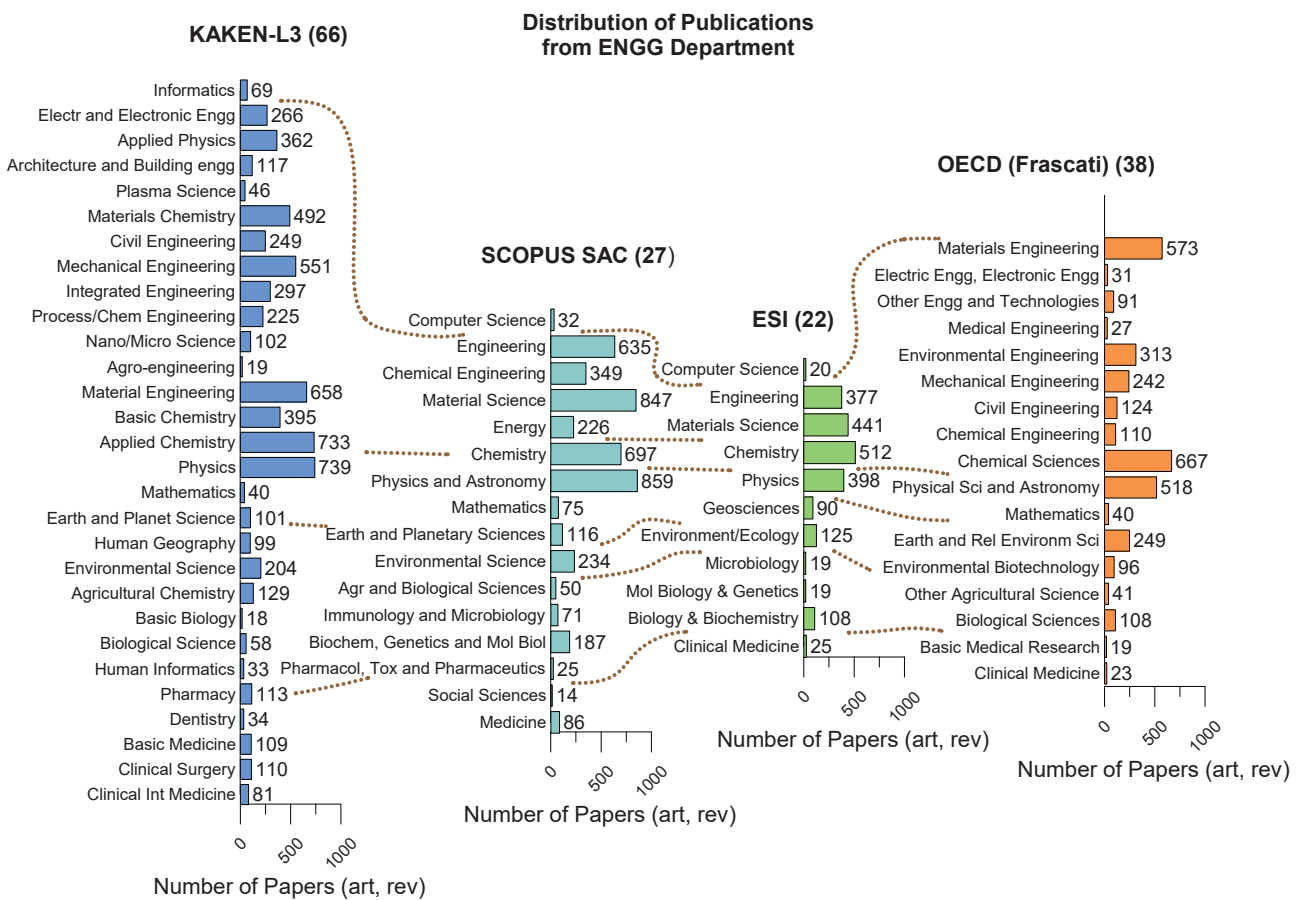 Distribution of Publications
from ENGG Department
KAKEN-L3 (66)
Informatics 69
Electr and Electronic Engg 266
Applied Physics 362
Architecture and Building engg 117
Plasma Science 46
Materials Chemistry 492
Civil Engineering 249
Mechanical Engineering 551
Integrated Engineering 297
Process/Chem Engineering 225
Nano/Micro Science 102
Agro-engineering 19
Material Engineering 658
Basic Chemistry 395
Applied Chemistry 733
Physics 739
Mathematics 40
Earth and Planet Science 101
Human Geography 99
Environmental Science 204
Agricultural Chemistry 129
Basic Biology 18
Biological Science 58
Human Informatics 33
Pharmacy 113
Dentistry 34
Basic Medicine 109
Clinical Surgery 110
Clinical Int Medicine 81
0 500 1000
Number of Papers (art, rev)
SCOPUS SAC (27)
Computer Science 32
Engineering 635
Chemical Engineering 349
Material Science 847
Energy 226
Chemistry 697
Physics and Astronomy 859
Mathematics 75
Earth and Planetary Sciences 116
Environmental Science 234
Agr and Biological Sciences 50
Immunology and Microbiology 71
Biochem, Genetics and Mol Biol 187
Pharmacol, Tox and Pharmaceutics 25
Social Sciences 14
Medicine 86
0 500 1000
Number of Papers (art, rev)
ESI (22)
Computer Science 20
Engineering 377
Materials Science 441
Chemistry 512
Physics 398
Geosciences 90
Environment/Ecology 125
Microbiology 19
Mol Biology & Genetics 19
Biology & Biochemistry 108
Clinical Medicine 25
0 500 1000
Number of Papers (art, rev)
OECD (Frascati) (38)
Materials Engineering 573
Electric Engg, Electronic Engg 31
Other Engg and Technologies 91
Medical Engineering 27
Environmental Engineering 313
Mechanical Engineering 242
Civil Engineering 124
Chemical Engineering 110
Chemical Sciences 667
Physical Sci and Astronomy 518
Mathematics 40
Earth and Rel Environm Sci 249
Environmental Biotechnology 96
Other Agricultural Science 41
Biological Sciences 108
Basic Medical Research 19
Clinical Medicine 23
0 500 1000
Number of Papers (art, rev)